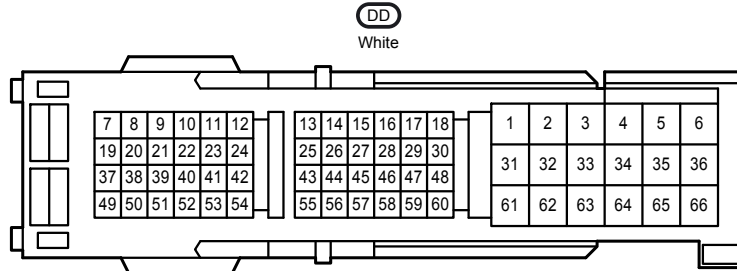 DD
White
7 8 9 10 11 12 13 14 15 16 17 18 1 2 3 4 5 6
19 20 21 22 23 24 25 26 27 28 29 30 31 32 33 34 35 36
37 38 39 40 41 42 43 44 45 46 47 48
49 50 51 52 53 54 55 56 57 58 59 60 61 62 63 64 65 66